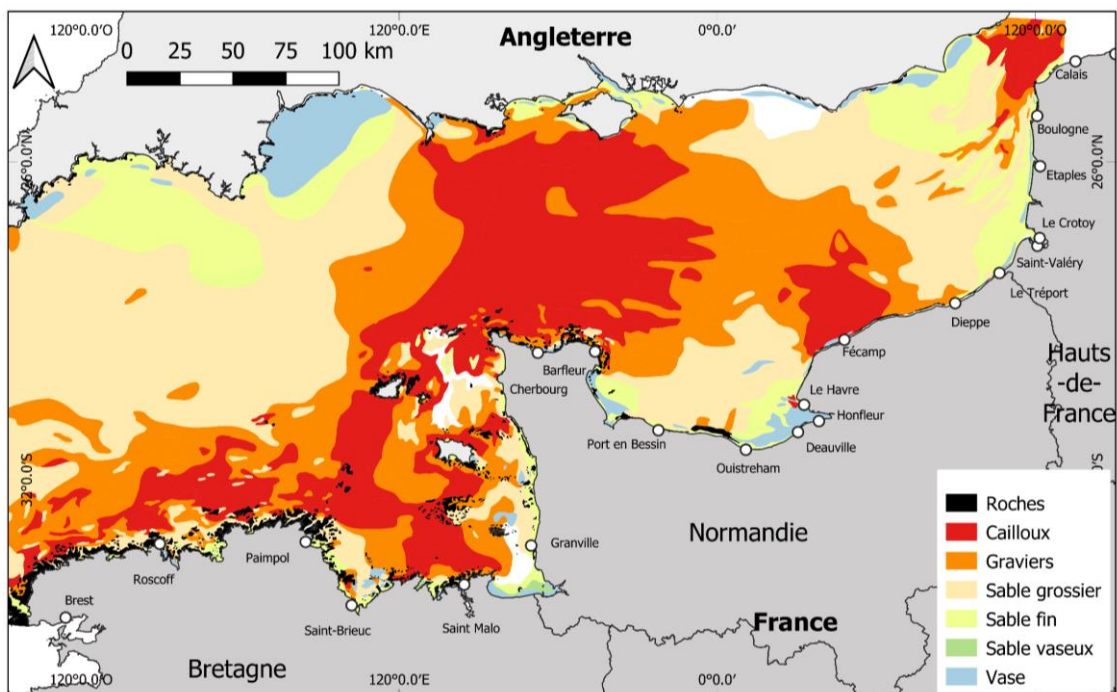 120°0.0'O
120°0.0'E
0°0.0'
120°0.0'O
0 25 50 75 100 km
Angleterre
Calais
Boulogne
26°0.0'N
26°0.0'N
Etaples
Le Crotoy
Saint-Valéry
Le Tréport
Dieppe
Fécamp
Hauts
-de-
France
Barfleur
Cherbourg
Le Havre
Honfleur
Port en Bessin
Deauville
Ouistreham
32°0.0'S
Normandie
Granville
Paimpol
Roscoff
Brest
Saint-Brieuc
Saint Malo
France
Bretagne
Roches
Cailloux
Graviers
Sable grossier
Sable fin
Sable vaseux
Vase
120°0.0'O
120°0.0'E
0°0.0'